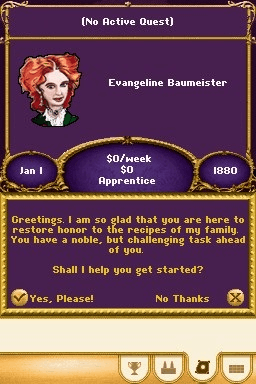 (No Active Quest)
Evangeline Baumeister
Jan 1
$0/week
$0
Apprentice
1880
Greetings. I am so glad that you are here to
restore honor to the recipes of my family.
You have a noble, but challenging task ahead
of you.
Shall I help you get started?
Yes, Please!
No Thanks